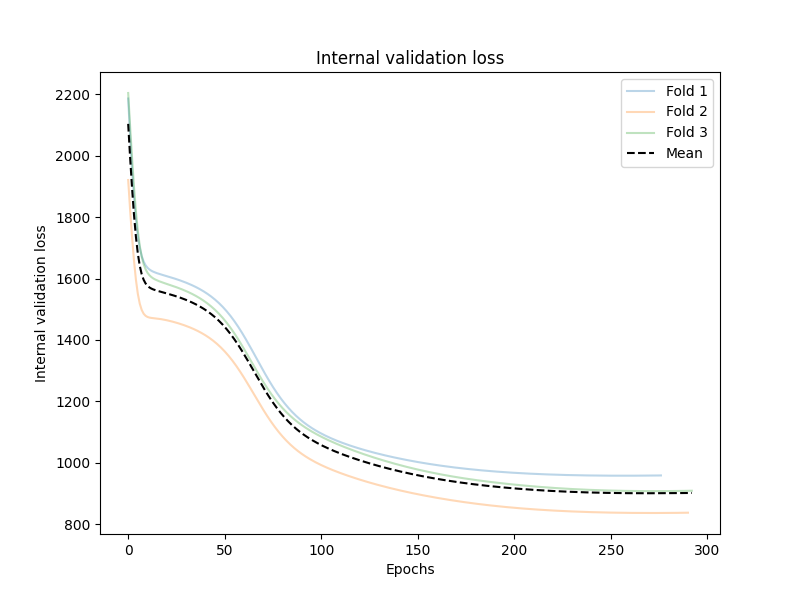 Internal validation loss
Fold 1
Fold 2
Fold 3
Mean
Internal validation loss
2200
2000
1800
1600
1400
1200
1000
800
0 50 100 150 200 250 300
Epochs